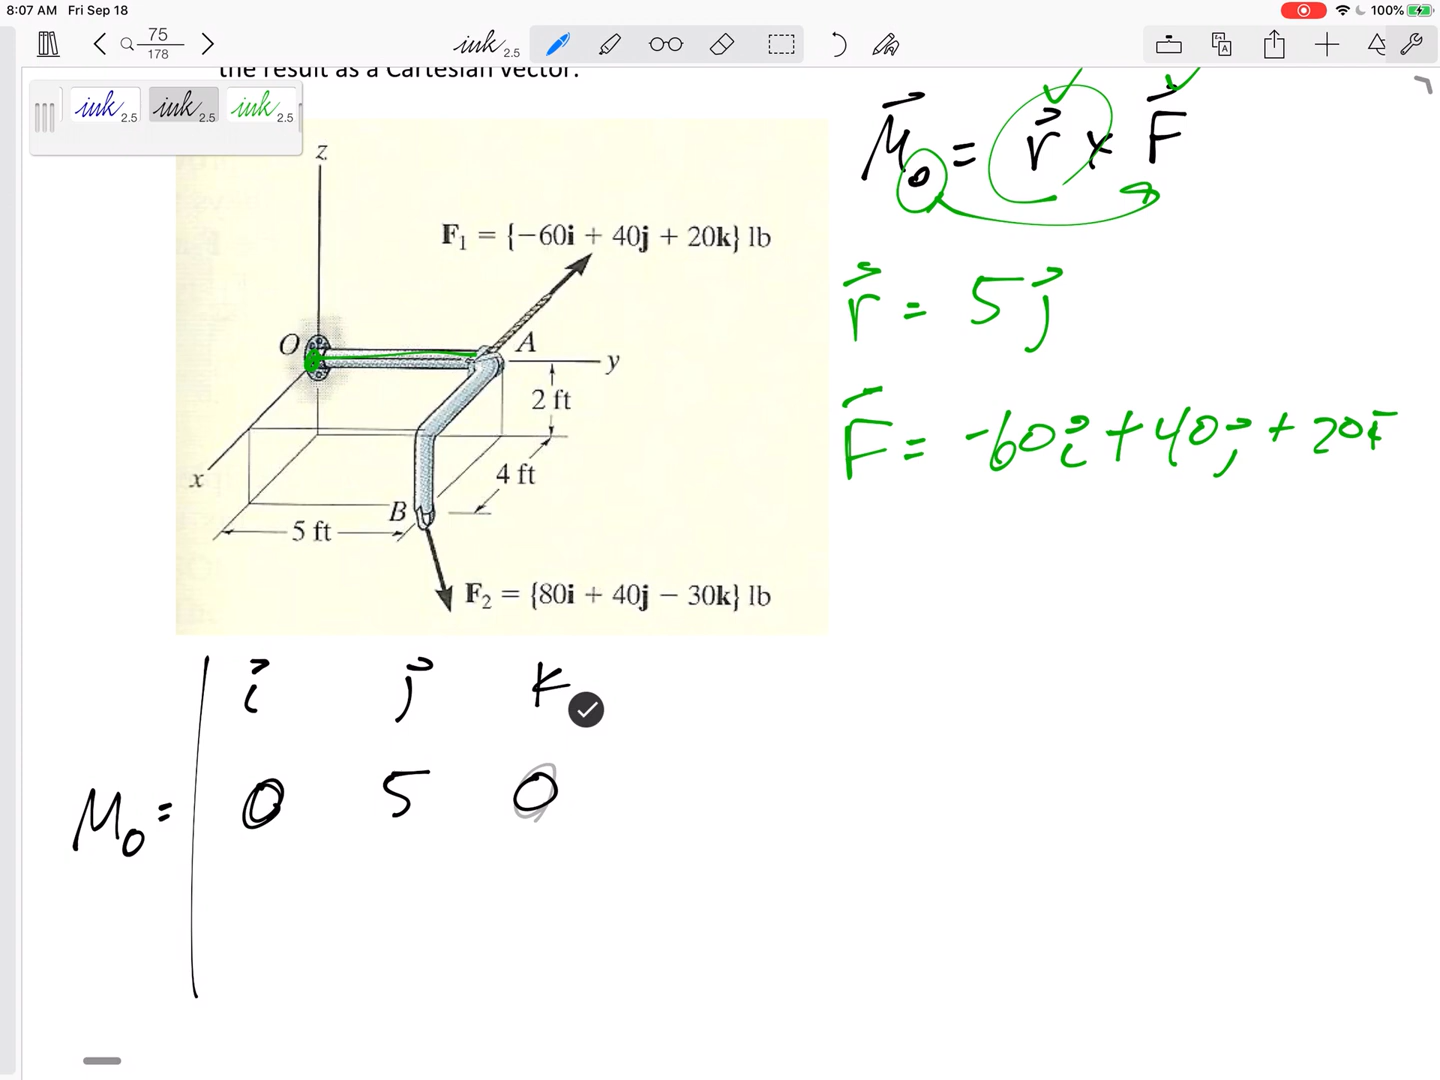 8:07 AM Fri Sep 18
100%
75
178
ink 2.5
the result as a Cartesian vector.
ink 2.5 ink 2.5 ink 2.5
M⃗o = r⃗ x F⃗
z
F₁ = {−60i + 40j + 20k} lb
r⃗ = 5 j⃗
O
A
y
2 ft
F⃗ = -60i⃗ + 40j⃗ + 20k
x
4 ft
B
5 ft
F₂ = {80i + 40j − 30k} lb
i⃗ j⃗ k
Mo = 0 5 0